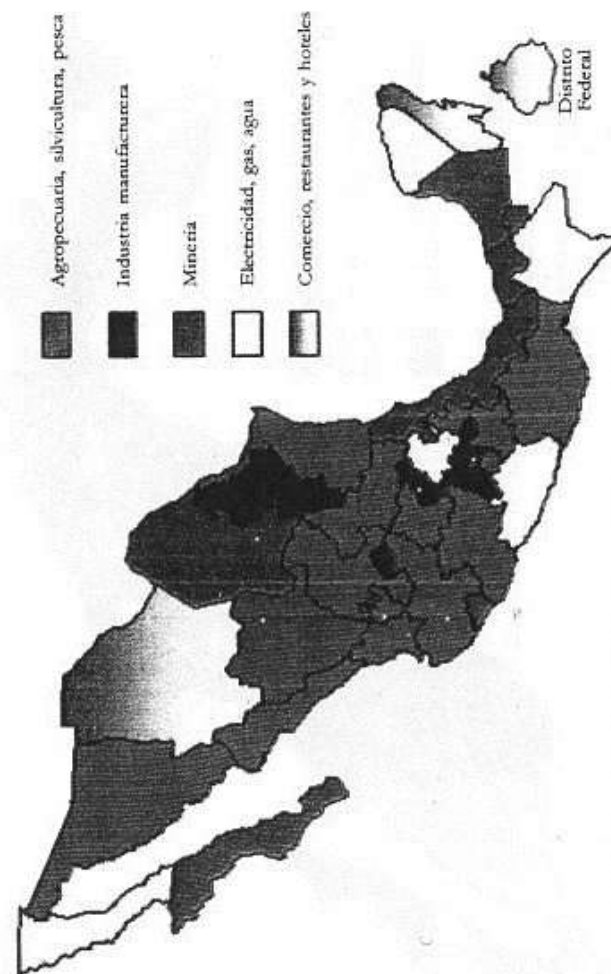 Agropecuaria, silvicultura, pesca
Industria manufacturera
Minería
Electricidad, gas, agua
Comercio, restaurantes y hoteles
Distrito
Federal